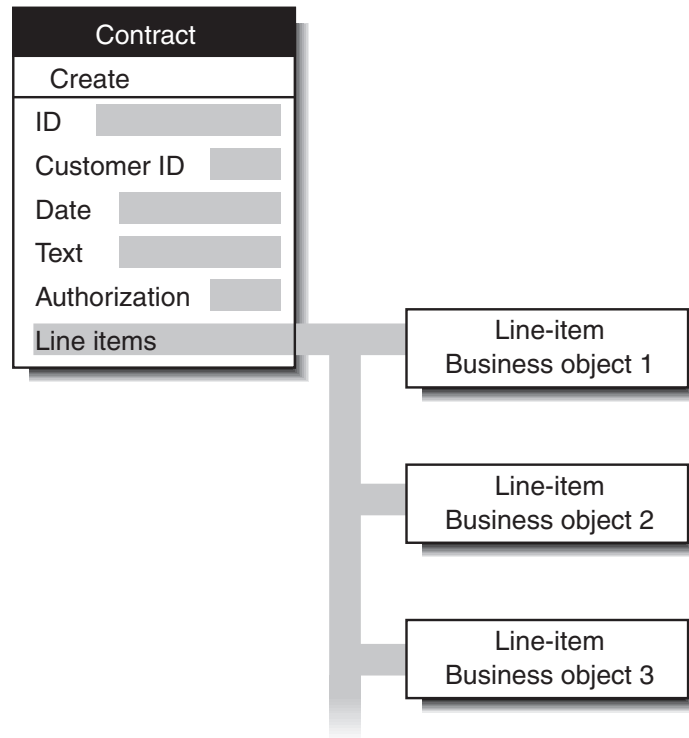 Contract
Create
ID
Customer ID
Date
Text
Authorization
Line items
Line-item
Business object 1
Line-item
Business object 2
Line-item
Business object 3